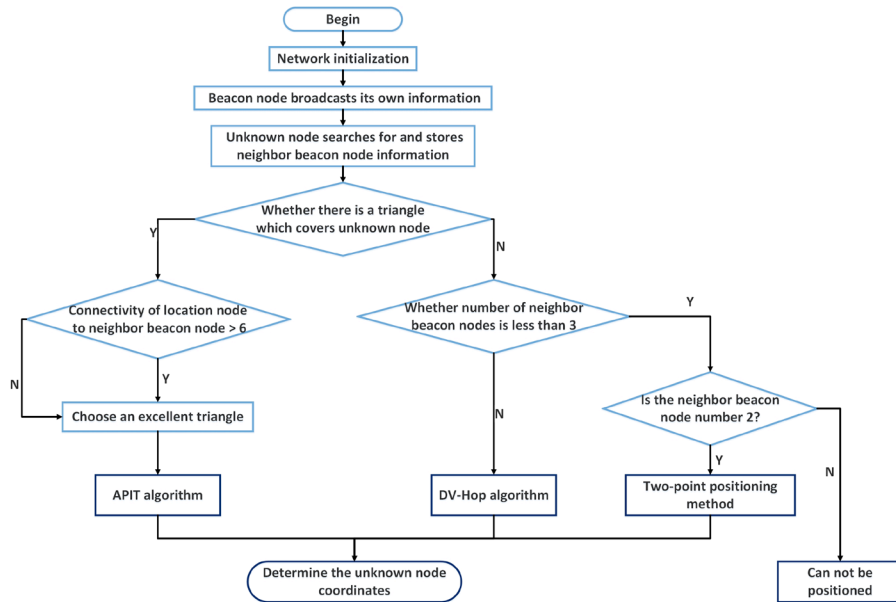 Begin
Network initialization
Beacon node broadcasts its own information
Unknown node searches for and stores
neighbor beacon node information
Whether there is a triangle
which covers unknown node
Y
N
Connectivity of location node
to neighbor beacon node > 6
Whether number of neighbor
beacon nodes is less than 3
Y
N
Y
Choose an excellent triangle
N
Is the neighbor beacon
node number 2?
Y
N
APIT algorithm
DV-Hop algorithm
Two-point positioning
method
Determine the unknown node
coordinates
Can not be
positioned